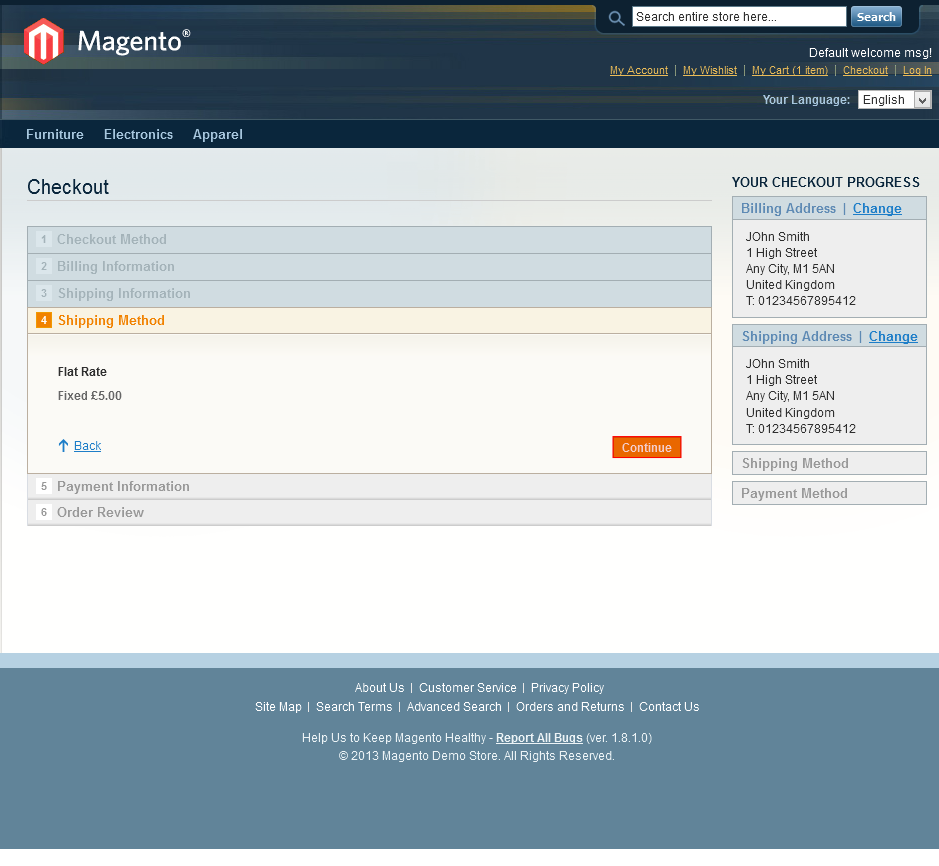 Search entire store here...
Search
Magento®
Default welcome msg!
My Account | My Wishlist | My Cart (1 item) | Checkout | Log In
Your Language: English
Furniture Electronics Apparel
Checkout
1 Checkout Method
2 Billing Information
3 Shipping Information
4 Shipping Method
Flat Rate
Fixed £5.00
Back
Continue
5 Payment Information
6 Order Review
YOUR CHECKOUT PROGRESS
Billing Address | Change
JOhn Smith
1 High Street
Any City, M1 5AN
United Kingdom
T: 01234567895412
Shipping Address | Change
JOhn Smith
1 High Street
Any City, M1 5AN
United Kingdom
T: 01234567895412
Shipping Method
Payment Method
About Us | Customer Service | Privacy Policy
Site Map | Search Terms | Advanced Search | Orders and Returns | Contact Us
Help Us to Keep Magento Healthy - Report All Bugs (ver. 1.8.1.0)
© 2013 Magento Demo Store. All Rights Reserved.